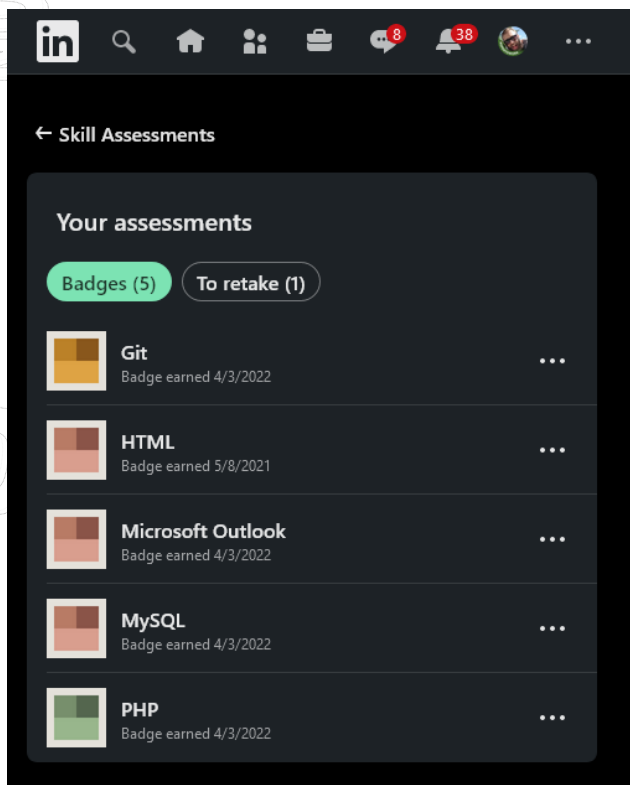 in
8
38
← Skill Assessments
Your assessments
Badges (5)
To retake (1)
Git
Badge earned 4/3/2022
HTML
Badge earned 5/8/2021
Microsoft Outlook
Badge earned 4/3/2022
MySQL
Badge earned 4/3/2022
PHP
Badge earned 4/3/2022